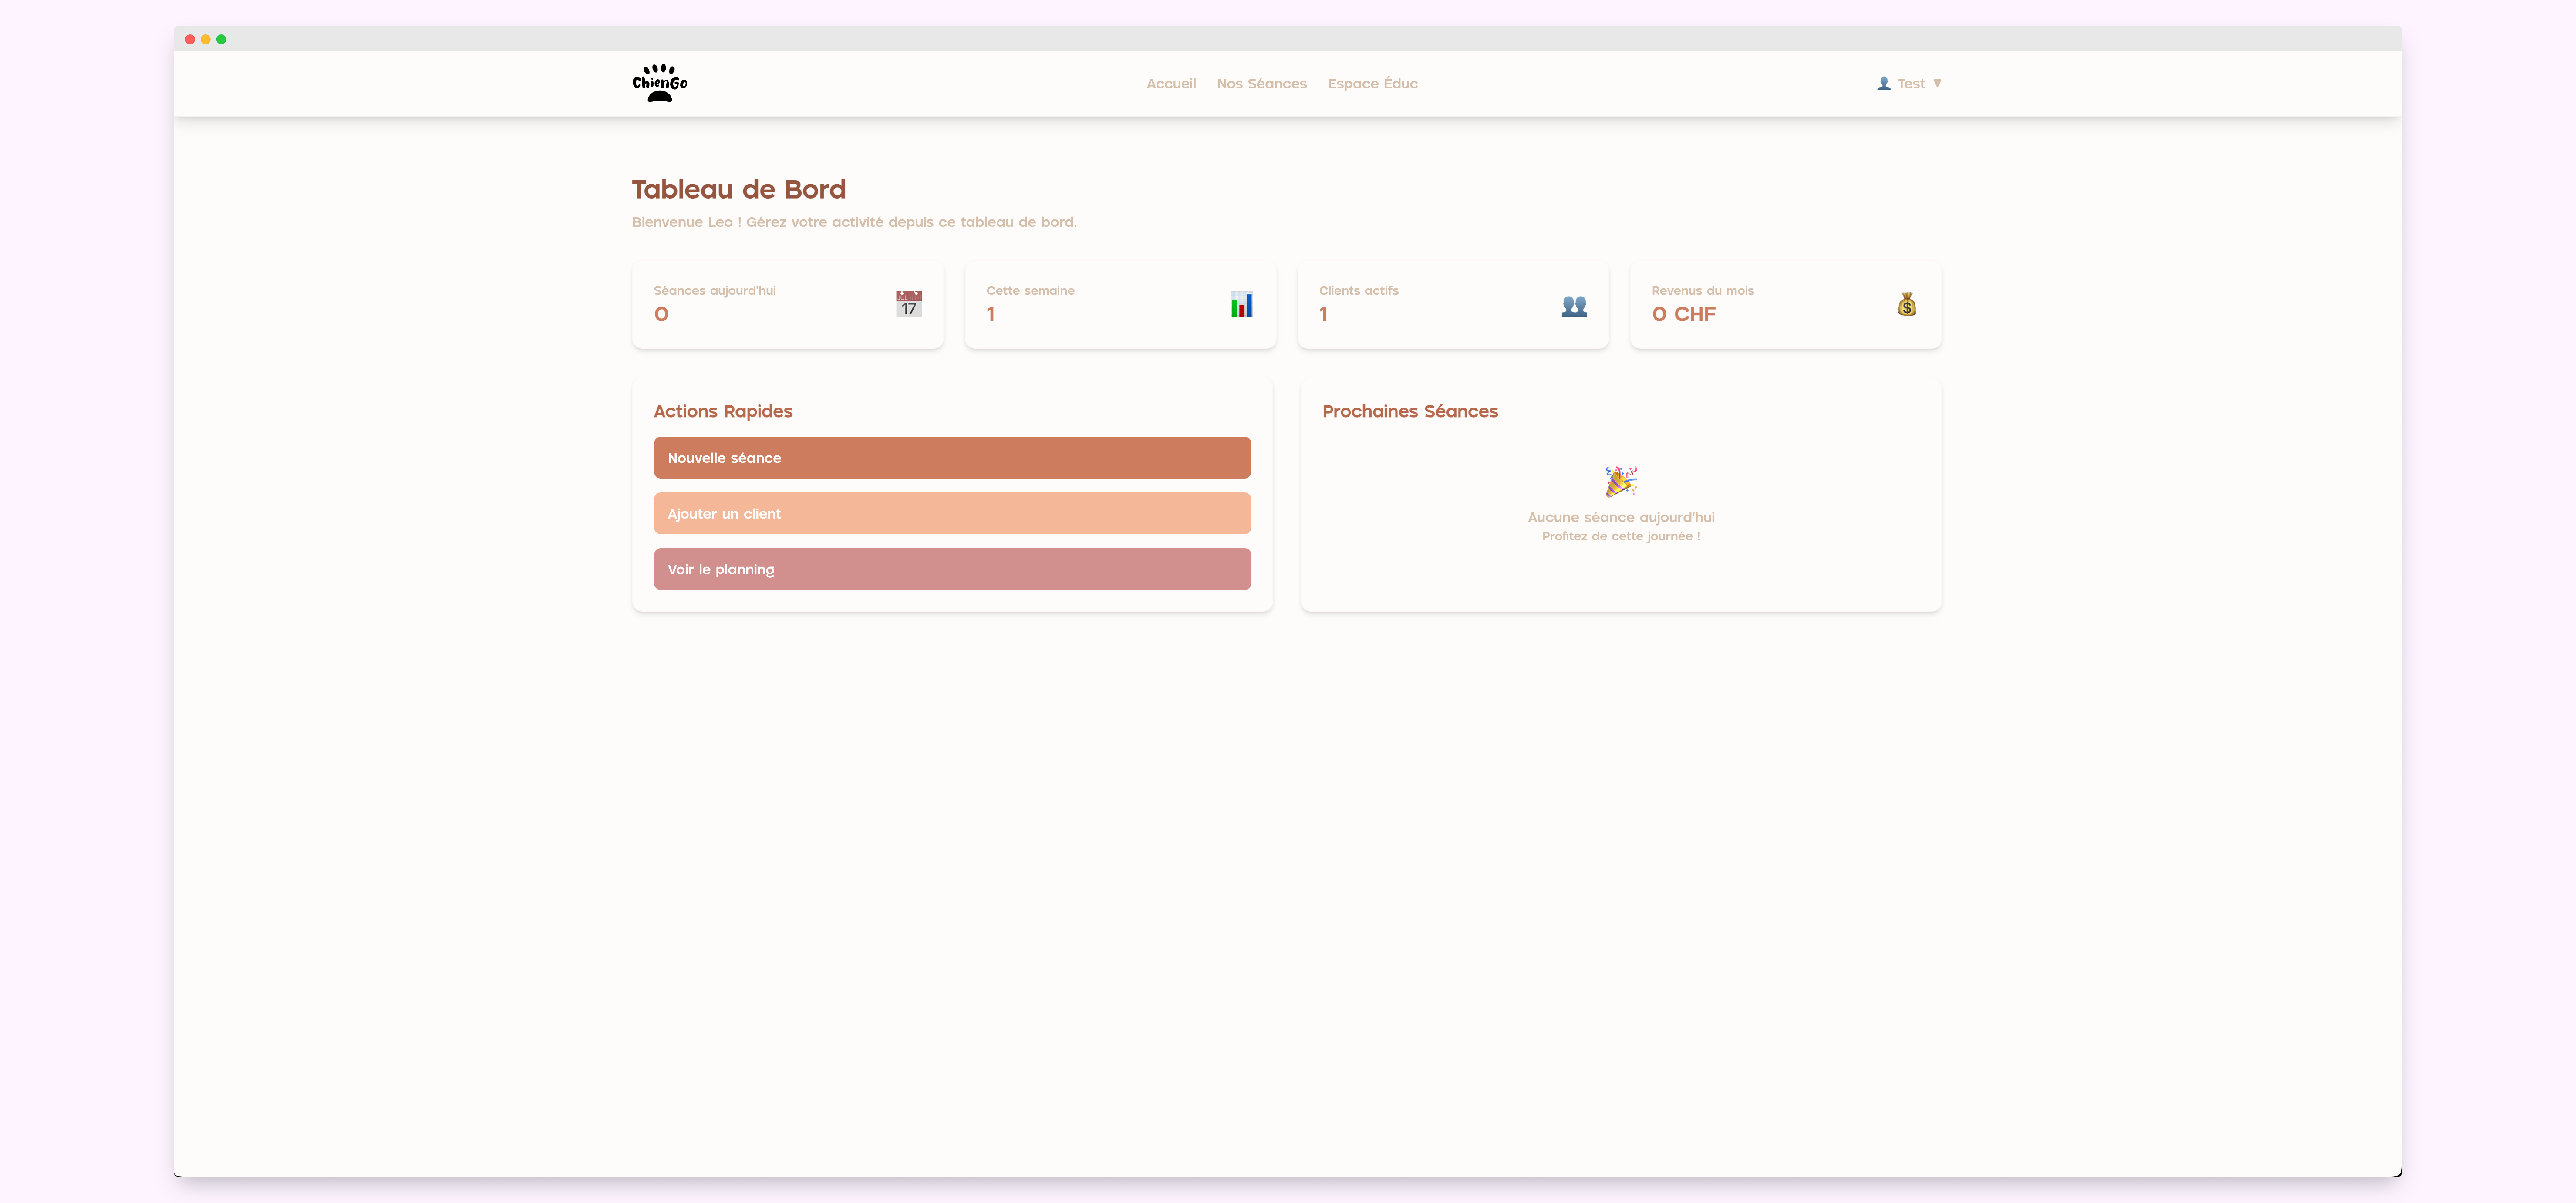 ChienGo
Accueil Nos Séances Espace Éduc
👤 Test ▼
Tableau de Bord
Bienvenue Leo ! Gérez votre activité depuis ce tableau de bord.
Séances aujourd'hui
0
17
Cette semaine
1
Clients actifs
1
Revenus du mois
0 CHF
Actions Rapides
Nouvelle séance
Ajouter un client
Voir le planning
Prochaines Séances
Aucune séance aujourd'hui
Profitez de cette journée !